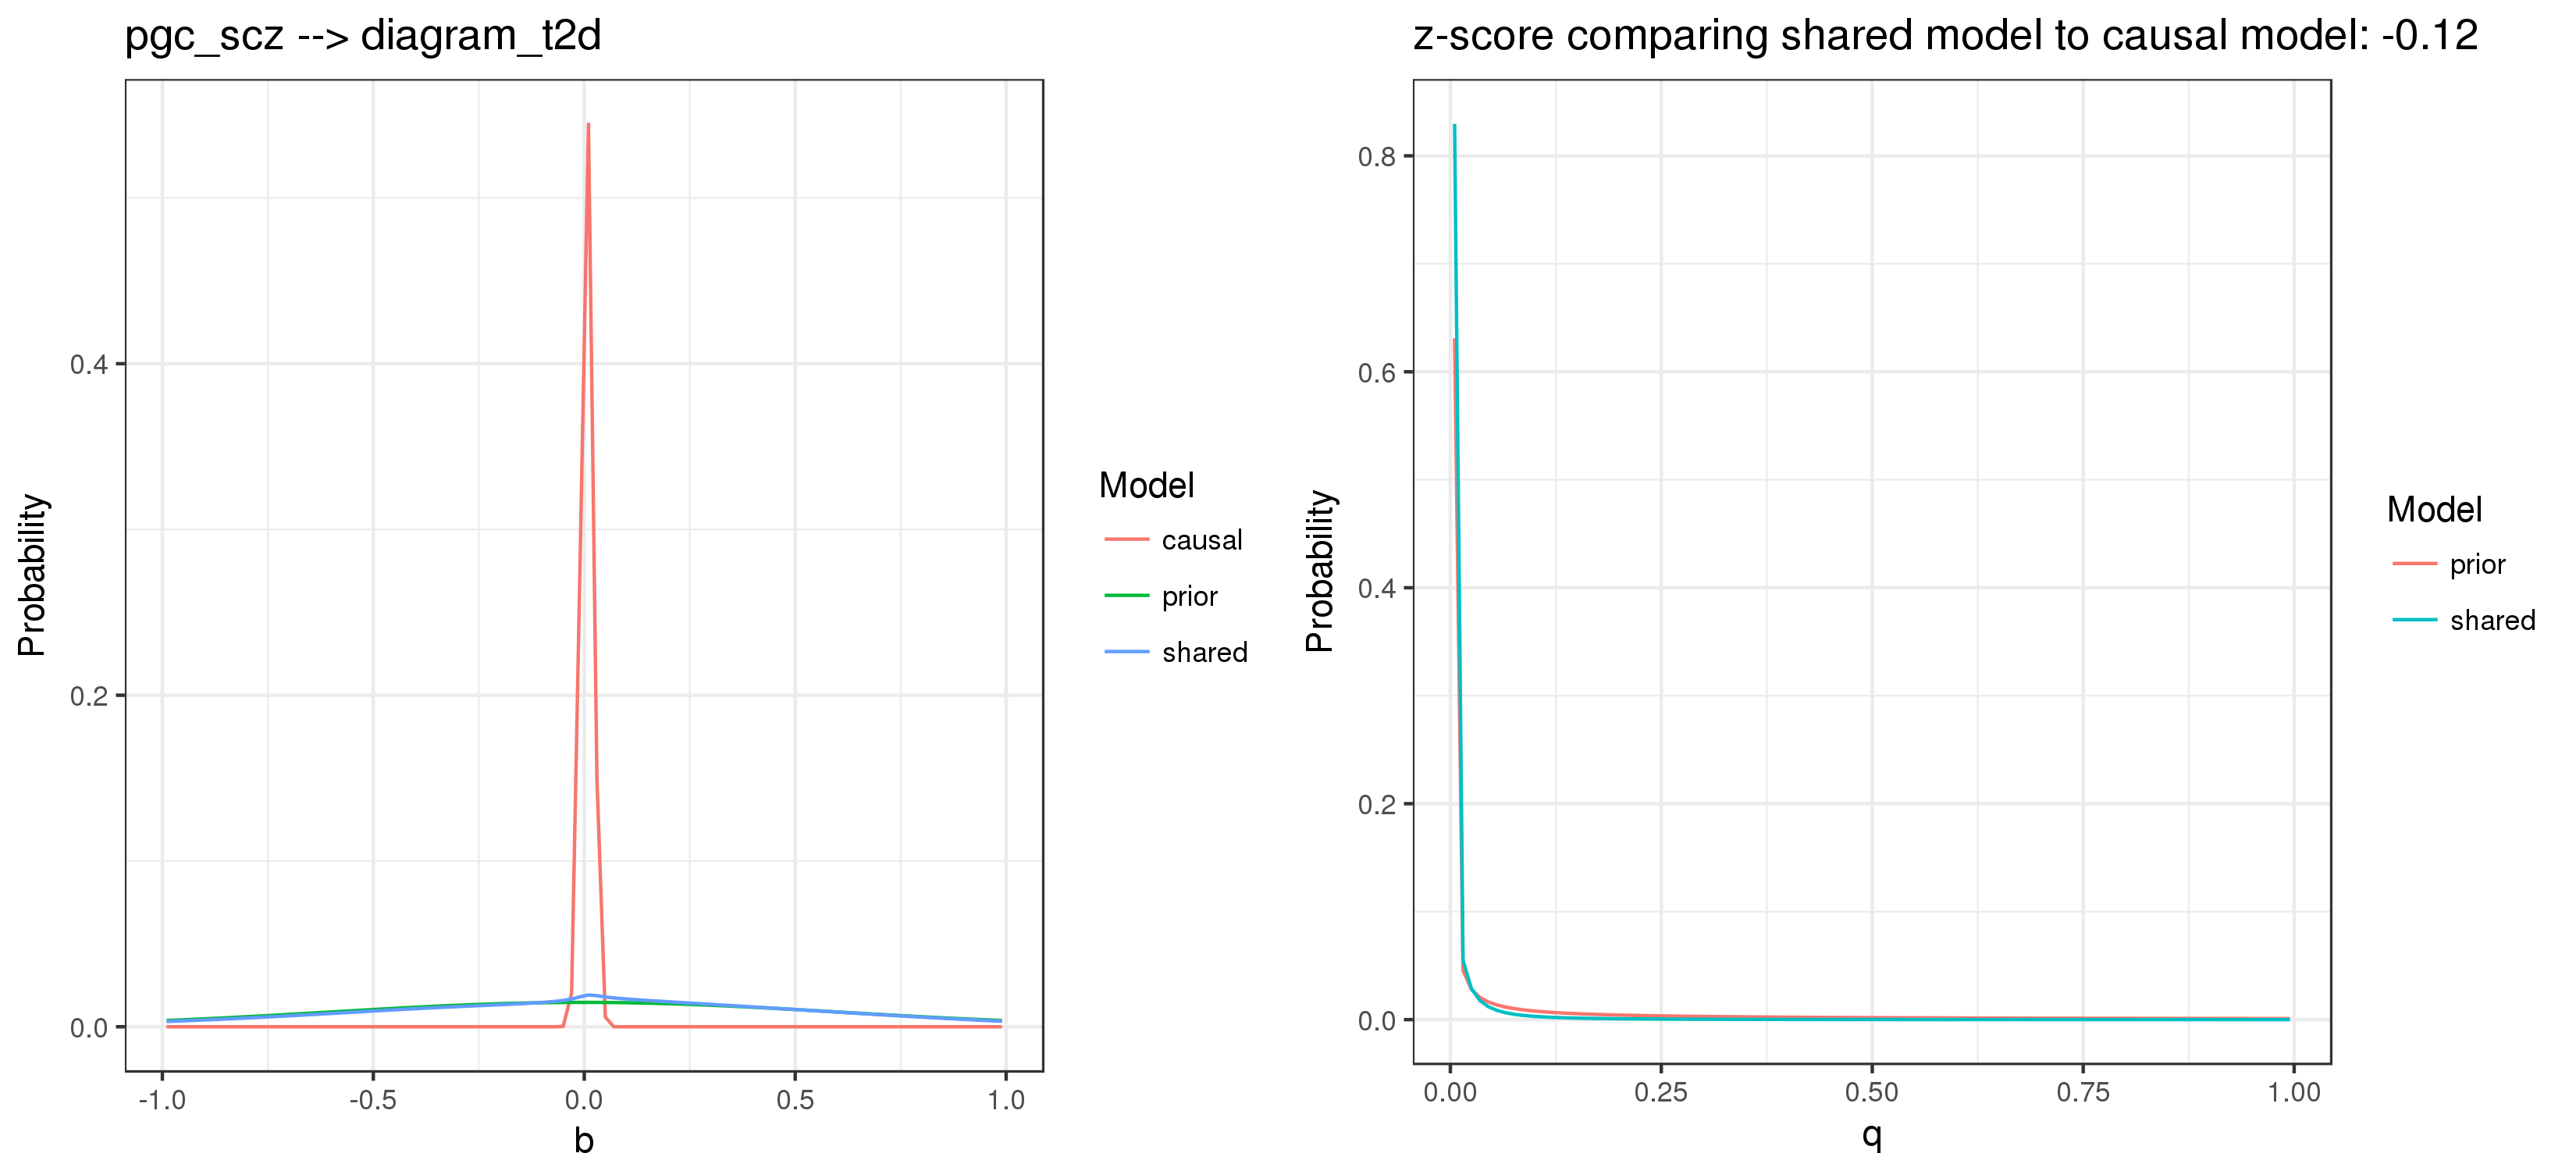 pgc_scz --> diagram_t2d
Probability
0.4
0.2
0.0
-1.0
-0.5
0.0
0.5
1.0
b
Model
causal
prior
shared
z-score comparing shared model to causal model: -0.12
Probability
0.8
0.6
0.4
0.2
0.0
0.00
0.25
0.50
0.75
1.00
q
Model
prior
shared